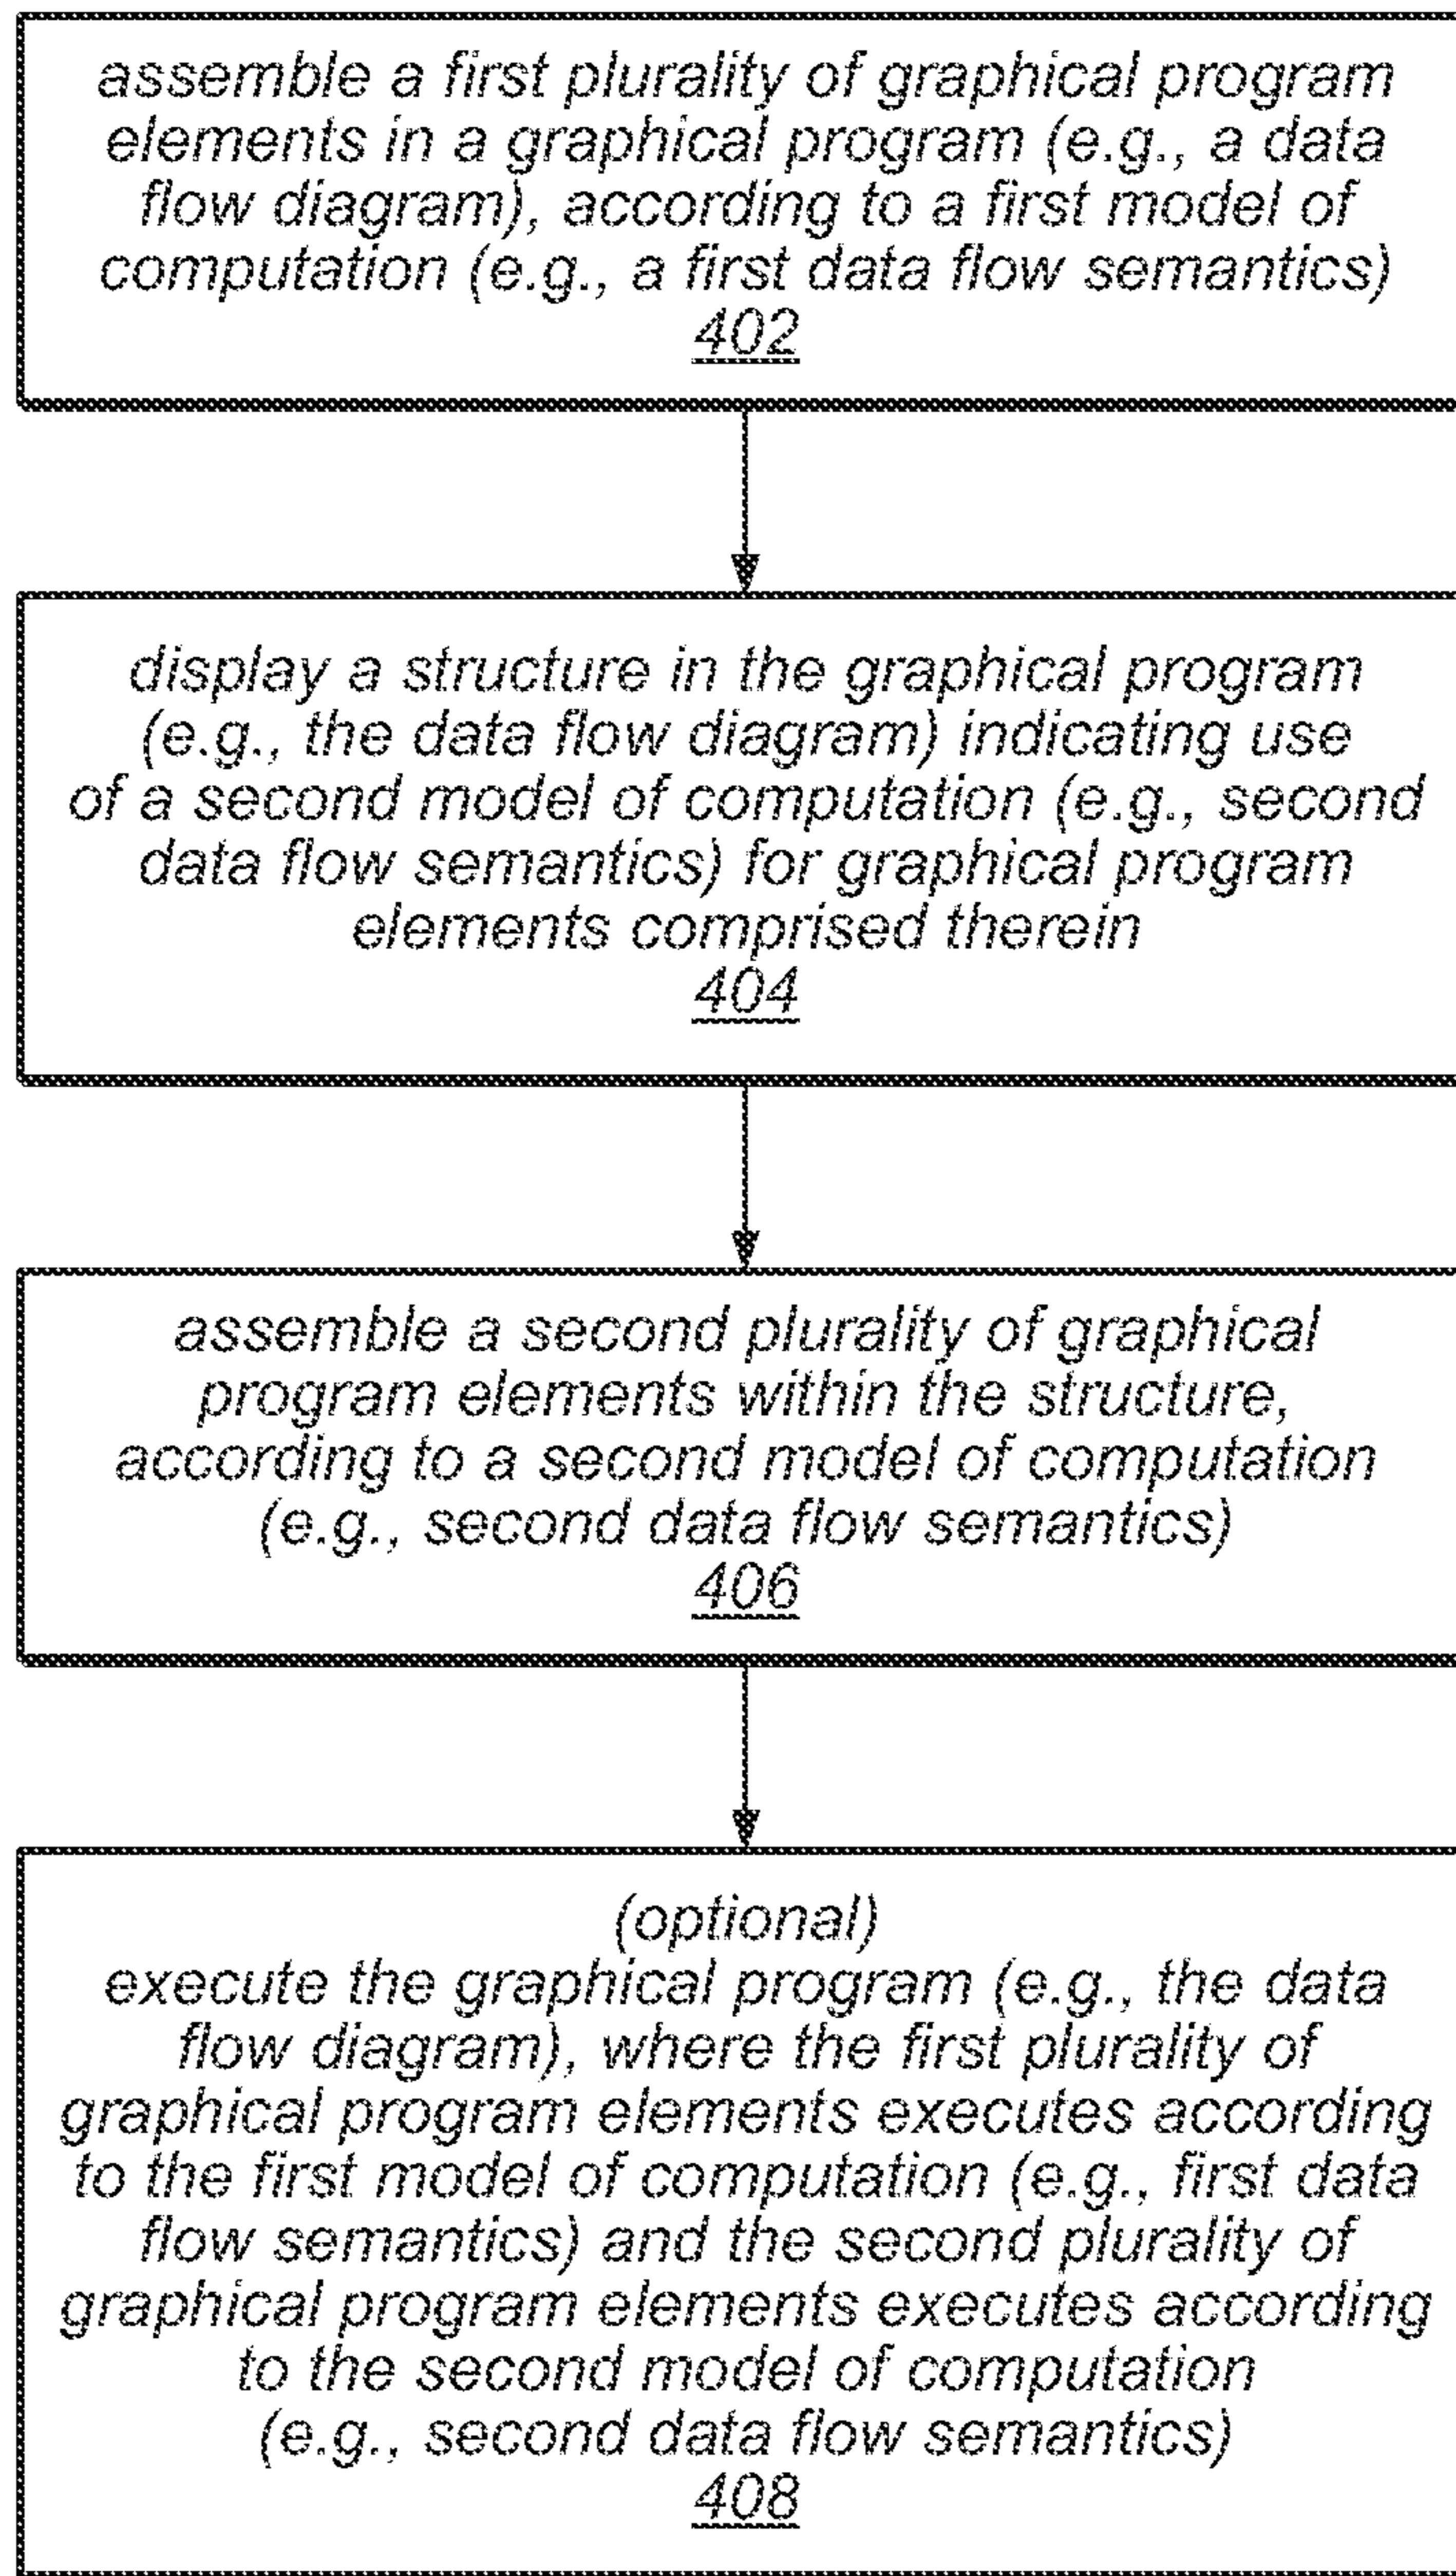 assemble a first plurality of graphical program
elements in a graphical program (e.g., a data
flow diagram), according to a first model of
computation (e.g., a first data flow semantics)
402
display a structure in the graphical program
(e.g., the data flow diagram) indicating use
of a second model of computation (e.g., second
data flow semantics) for graphical program
elements comprised therein
404
assemble a second plurality of graphical
program elements within the structure,
according to a second model of computation
(e.g., second data flow semantics)
406
(optional)
execute the graphical program (e.g., the data
flow diagram), where the first plurality of
graphical program elements executes according
to the first model of computation (e.g., first data
flow semantics) and the second plurality of
graphical program elements executes according
to the second model of computation
(e.g., second data flow semantics)
408